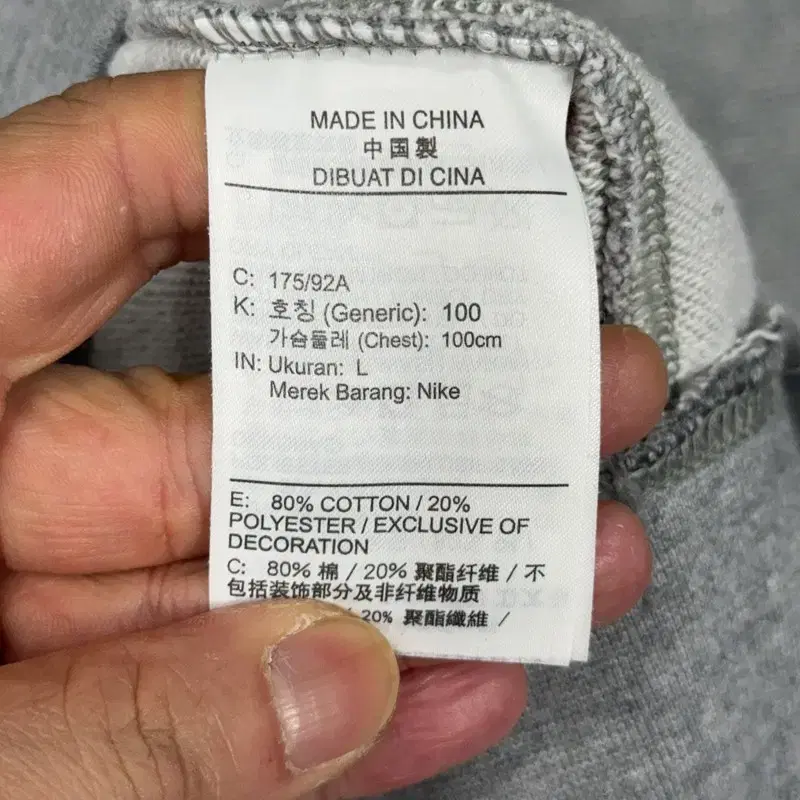 MADE IN CHINA
中国製
DIBUAT DI CINA
C: 175/92A
K: 호칭 (Generic): 100
가슴둘레 (Chest): 100cm
IN: Ukuran: L
Merek Barang: Nike
E: 80% COTTON / 20%
POLYESTER / EXCLUSIVE OF
DECORATION
C: 80% 棉 / 20% 聚酯纤维 / 不
包括装饰部分及非纤维物质
/ 20% 聚酯纖維 /